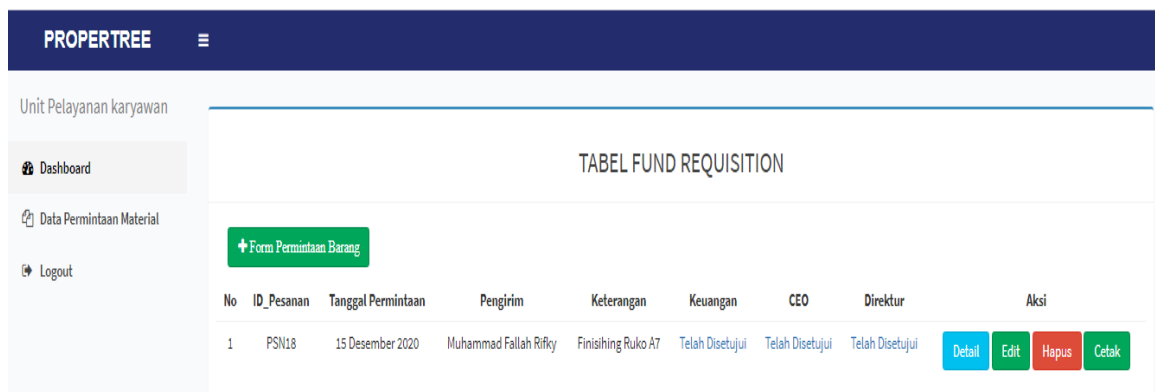 PROPERTREE
Unit Pelayanan karyawan
Dashboard
Data Permintaan Material
Logout
TABEL FUND REQUISITION
Form Permintaan Barang
No ID_Pesanan Tanggal Permintaan Pengirim Keterangan Keuangan CEO Direktur Aksi
1 PSN18 15 Desember 2020 Muhammad Fallah Rifky Finisihing Ruko A7 Telah Disetujui Telah Disetujui Telah Disetujui Detail Edit Hapus Cetak